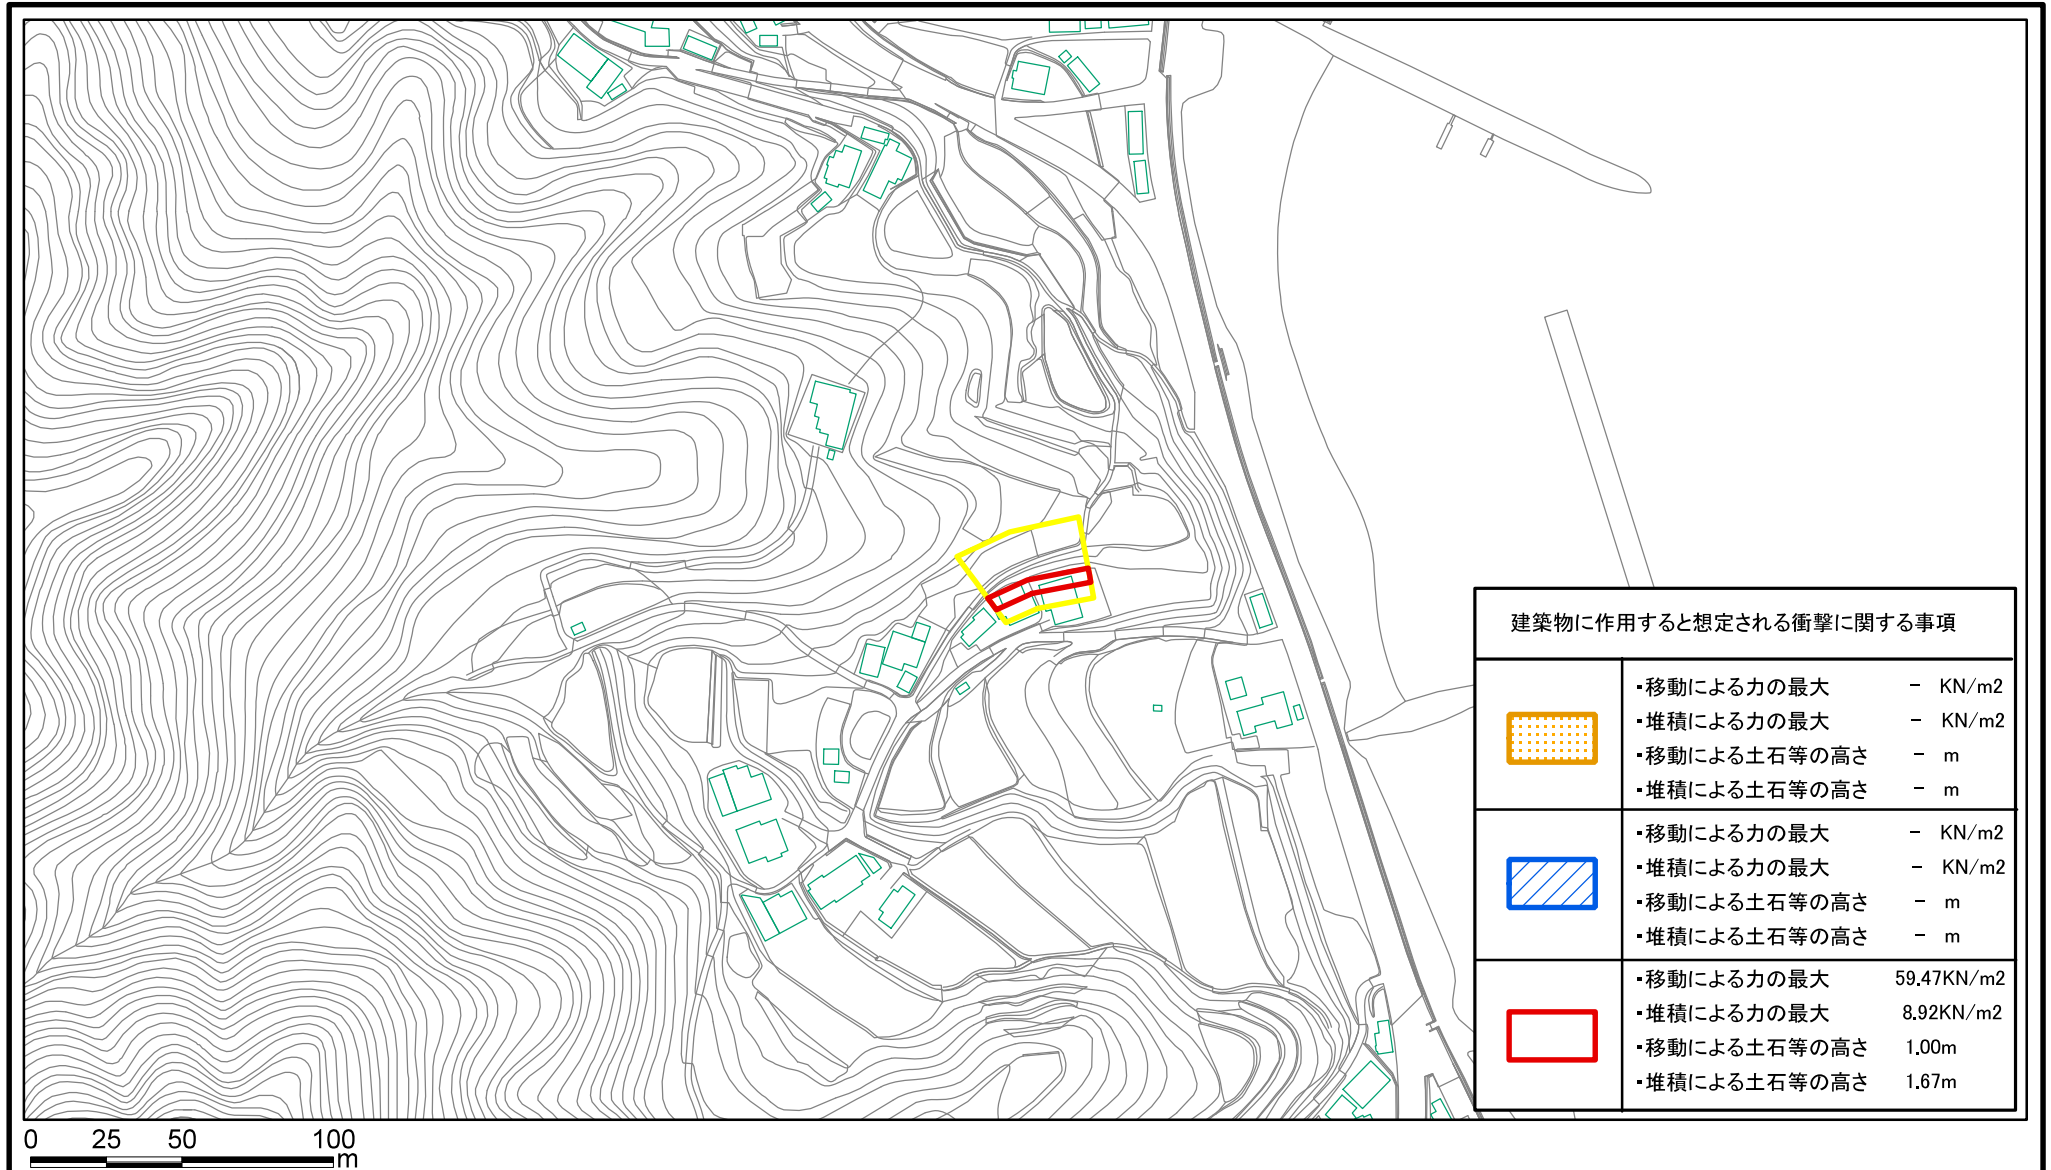 建築物に作用すると想定される衝撃に関する事項
・移動による力の最大 − KN/m2
・堆積による力の最大 − KN/m2
・移動による土石等の高さ − m
・堆積による土石等の高さ − m
・移動による力の最大 − KN/m2
・堆積による力の最大 − KN/m2
・移動による土石等の高さ − m
・堆積による土石等の高さ − m
・移動による力の最大 59.47KN/m2
・堆積による力の最大 8.92KN/m2
・移動による土石等の高さ 1.00m
・堆積による土石等の高さ 1.67m
0 25 50 100
m